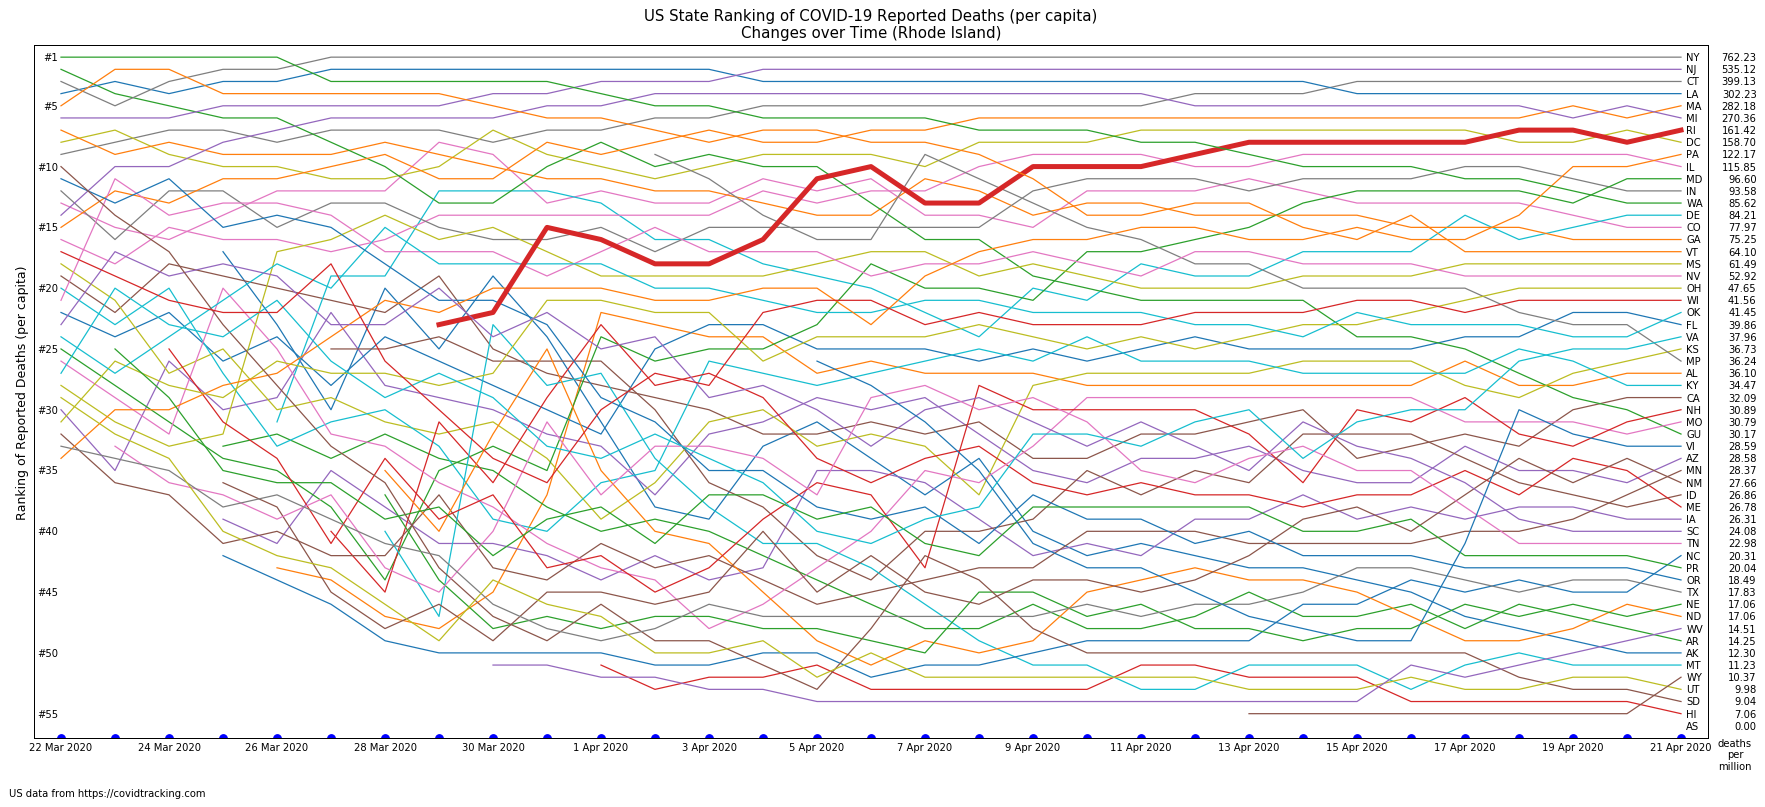 US State Ranking of COVID-19 Reported Deaths (per capita)
Changes over Time (Rhode Island)
Ranking of Reported Deaths (per capita)
#1
#5
#10
#15
#20
#25
#30
#35
#40
#45
#50
#55
NY 762.23
NJ 535.12
CT 399.13
LA 302.23
MA 282.18
MI 270.36
RI 161.42
DC 158.70
PA 122.17
IL 115.85
MD 96.60
IN 93.58
WA 85.62
DE 84.21
CO 77.97
GA 75.25
VT 64.10
MS 61.49
NV 52.92
OH 47.65
WI 41.56
OK 41.45
FL 39.86
VA 37.96
KS 36.73
MP 36.24
AL 36.10
KY 34.47
CA 32.09
NH 30.89
MO 30.79
GU 30.17
VI 28.59
AZ 28.58
MN 28.37
NM 27.66
ID 26.86
ME 26.78
IA 26.31
SC 24.08
TN 22.98
NC 20.31
PR 20.04
OR 18.49
TX 17.83
NE 17.06
ND 17.06
WV 14.51
AR 14.25
AK 12.30
MT 11.23
WY 10.37
UT 9.98
SD 9.04
HI 7.06
AS 0.00
22 Mar 2020 24 Mar 2020 26 Mar 2020 28 Mar 2020 30 Mar 2020 1 Apr 2020 3 Apr 2020 5 Apr 2020 7 Apr 2020 9 Apr 2020 11 Apr 2020 13 Apr 2020 15 Apr 2020 17 Apr 2020 19 Apr 2020 21 Apr 2020
deaths
per
million
US data from https://covidtracking.com